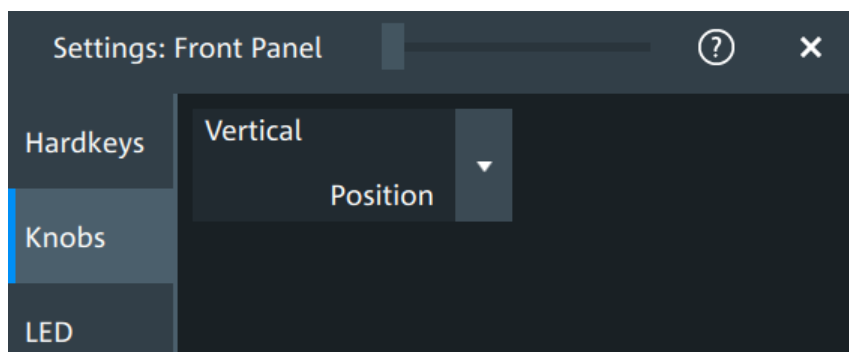 Settings: Front Panel
?
Hardkeys
Vertical
Position
Knobs
LED